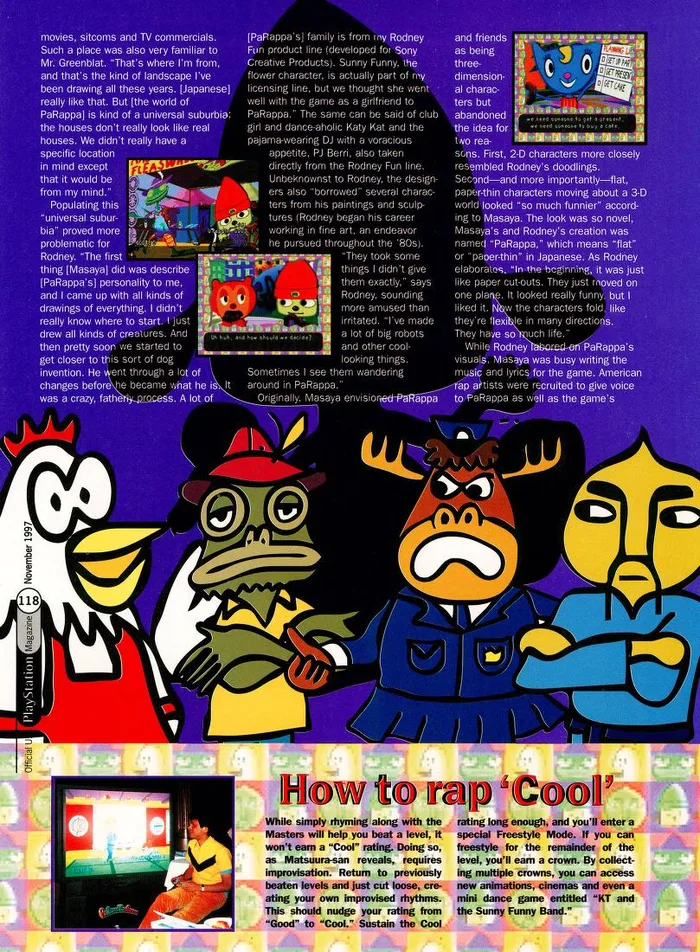 movies, sitcoms and TV commercials.
Such a place was also very familiar to
Mr. Greenblat. “That’s where I’m from,
and that’s the kind of landscape I’ve
been drawing all these years. [Japanese]
really like that. But [the world of
PaRappa] is kind of a universal suburbia:
the houses don’t really look like real
houses. We didn’t really have a
specific location
in mind except
that it would be
from my mind.”
Populating this
“universal subur-
bia” proved more
problematic for
Rodney. “The first
thing [Masaya] did was describe
[PaRappa’s] personality to me,
and I came up with all kinds of
drawings of everything. I didn’t
really know where to start. I just
drew all kinds of creatures. And
then pretty soon we started to
get closer to this sort of dog
invention. He went through a lot of
changes before he became what he is. It
was a crazy, fatherly process. A lot of
[PaRappa’s] family is from my Rodney
Fun product line (developed for Sony
Creative Products). Sunny Funny, the
flower character, is actually part of my
licensing line, but we thought she went
well with the game as a girlfriend to
PaRappa.” The same can be said of club
girl and dance-aholic Katy Kat and the
pajama-wearing DJ with a voracious
appetite, PJ Berri, also taken
directly from the Rodney Fun line.
Unbeknownst to Rodney, the design-
ers also “borrowed” several charac-
ters from his paintings and sculp-
tures (Rodney began his career
working in fine art, an endeavor
he pursued throughout the ’80s).
“They took some
things I didn’t give
them exactly,” says
Rodney, sounding
more amused than
irritated. “I’ve made
a lot of big robots
and other cool-
looking things.
Sometimes I see them wandering
around in PaRappa.”
Originally, Masaya envisioned PaRappa
and friends
as being
three-
dimension-
al charac-
ters but
abandoned
the idea for
two rea-
sons. First, 2-D characters more closely
resembled Rodney’s doodlings.
Second—and more importantly—flat,
paper-thin characters moving about a 3-D
world looked “so much funnier” accord-
ing to Masaya. The look was so novel,
Masaya’s and Rodney’s creation was
named “PaRappa,” which means “flat”
or “paper-thin” in Japanese. As Rodney
elaborates, “In the beginning, it was just
like paper cut-outs. They just moved on
one plane. It looked really funny, but I
liked it. Now the characters fold, like
they’re flexible in many directions.
They have so much life.”
While Rodney labored on PaRappa’s
visuals, Masaya was busy writing the
music and lyrics for the game. American
rap artists were recruited to give voice
to PaRappa as well as the game’s
PLANNING
GET UP PAR
GET PRESENT
GET CAKE
we need someone to get a present,
we need someone to buy a cake,
Uh huh, and how should we decide?
Official U
PlayStation Magazine
118
November 1997
How to rap ‘Cool’
While simply rhyming along with the
Masters will help you beat a level, it
won’t earn a “Cool” rating. Doing so,
as Matsuura-san reveals, requires
improvisation. Return to previously
beaten levels and just cut loose, cre-
ating your own improvised rhythms.
This should nudge your rating from
“Good” to “Cool.” Sustain the Cool
rating long enough, and you’ll enter a
special Freestyle Mode. If you can
freestyle for the remainder of the
level, you’ll earn a crown. By collect-
ing multiple crowns, you can access
new animations, cinemas and even a
mini dance game entitled “KT and
the Sunny Funny Band.”